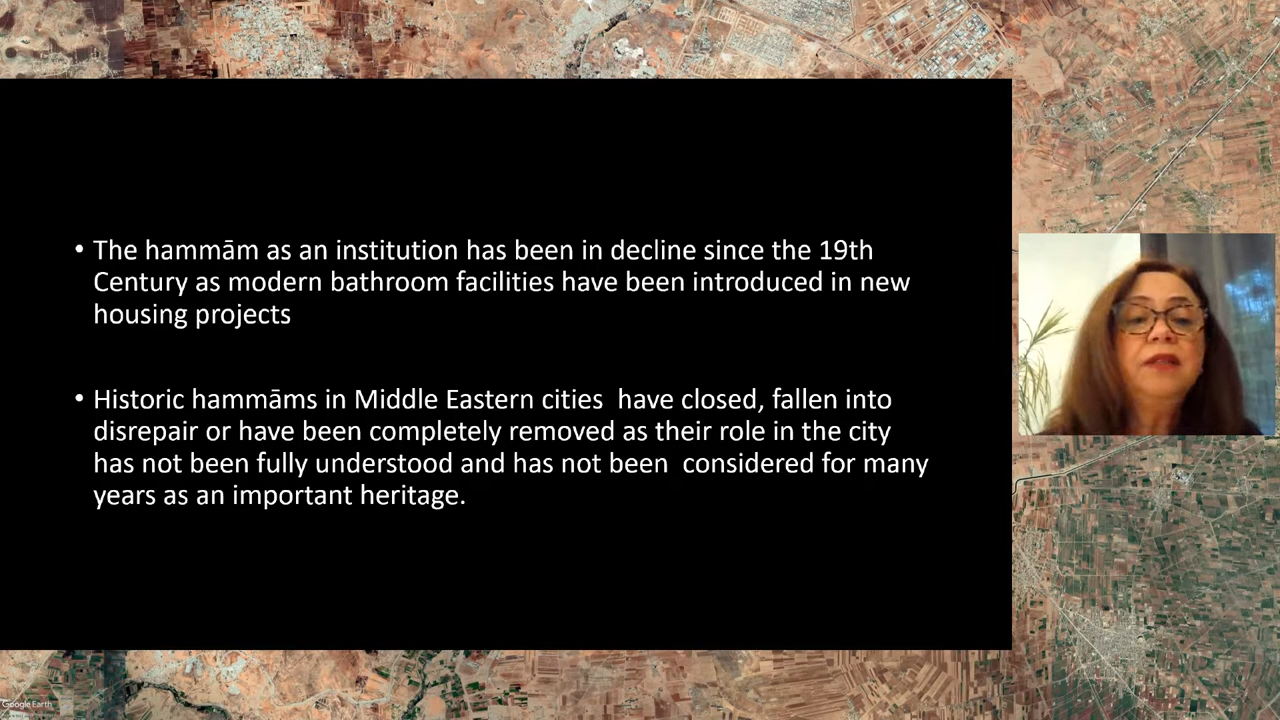 • The hammām as an institution has been in decline since the 19th
Century as modern bathroom facilities have been introduced in new
housing projects
• Historic hammāms in Middle Eastern cities  have closed, fallen into
disrepair or have been completely removed as their role in the city
has not been fully understood and has not been  considered for many
years as an important heritage.
Google Earth